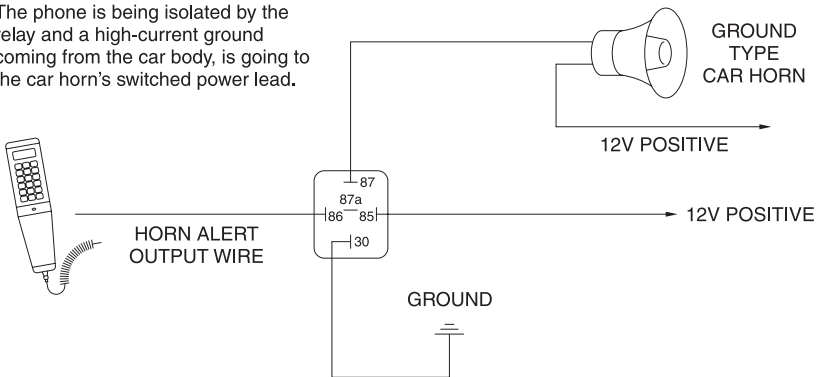 The phone is being isolated by the
relay and a high-current ground
coming from the car body, is going to
the car horn's switched power lead.
GROUND
TYPE
CAR HORN
12V POSITIVE
87
87a
86 85
12V POSITIVE
HORN ALERT
OUTPUT WIRE
30
GROUND